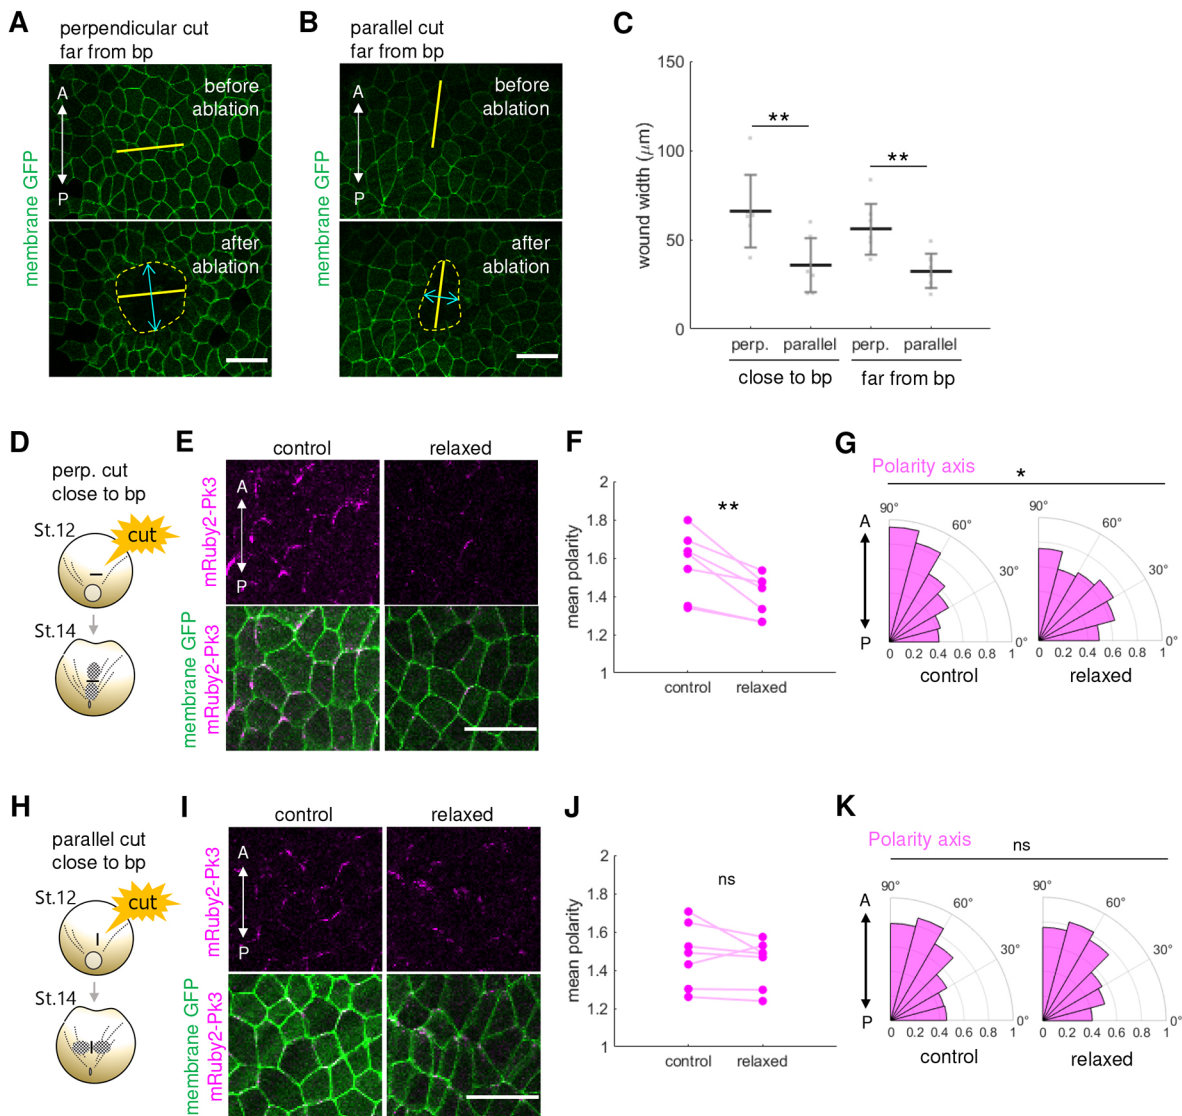 A
perpendicular cut
far from bp
membrane GFP
A
P
before
ablation
after
ablation
B
parallel cut
far from bp
membrane GFP
A
P
before
ablation
after
ablation
C
wound width (μm)
150
100
50
0
**
**
perp. parallel perp. parallel
close to bp far from bp
D
perp. cut
close to bp
St.12
cut
St.14
E
control relaxed
mRuby2-Pk3
A
P
membrane GFP
mRuby2-Pk3
F
mean polarity
2
1.8
1.6
1.4
1.2
1
**
control relaxed
G
Polarity axis
*
A
P
90°
60°
30°
0°
0 0.2 0.4 0.6 0.8 1
control
90°
60°
30°
0°
0 0.2 0.4 0.6 0.8 1
relaxed
H
parallel cut
close to bp
St.12
cut
St.14
I
control relaxed
mRuby2-Pk3
A
P
membrane GFP
mRuby2-Pk3
J
mean polarity
2
1.8
1.6
1.4
1.2
1
ns
control relaxed
K
Polarity axis
ns
A
P
90°
60°
30°
0°
0 0.2 0.4 0.6 0.8 1
control
90°
60°
30°
0°
0 0.2 0.4 0.6 0.8 1
relaxed